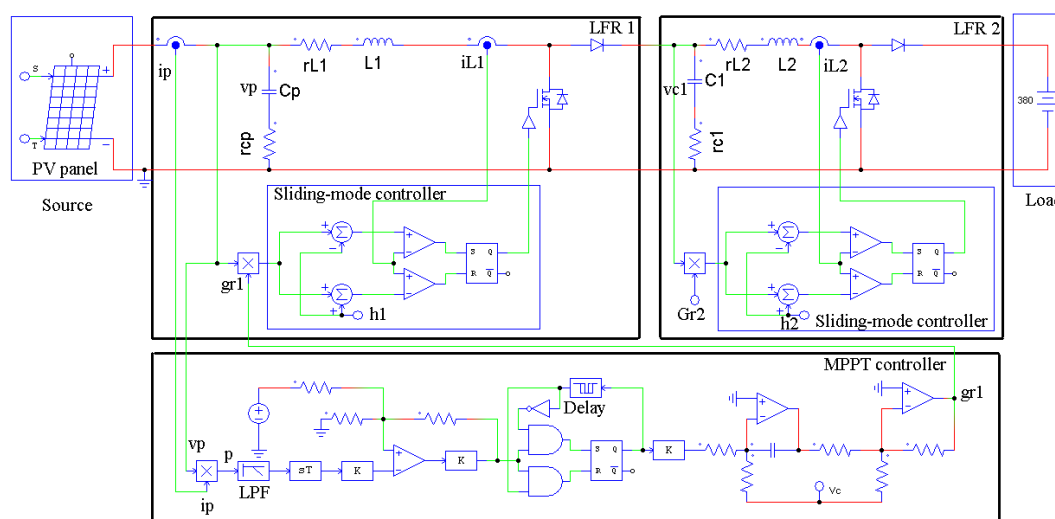 LFR 1
LFR 2
S
T
+
−
PV panel
Source
ip
vp
Cp
rcp
rL1
L1
iL1
vc1
C1
rc1
rL2
L2
iL2
380
Load
Sliding-mode controller
gr1
h1
S Q
R Q
Gr2
h2
S Q
R Q
Sliding-mode controller
MPPT controller
vp
ip
p
LPF
sT
K
K
Delay
S Q
R Q
K
Vc
gr1